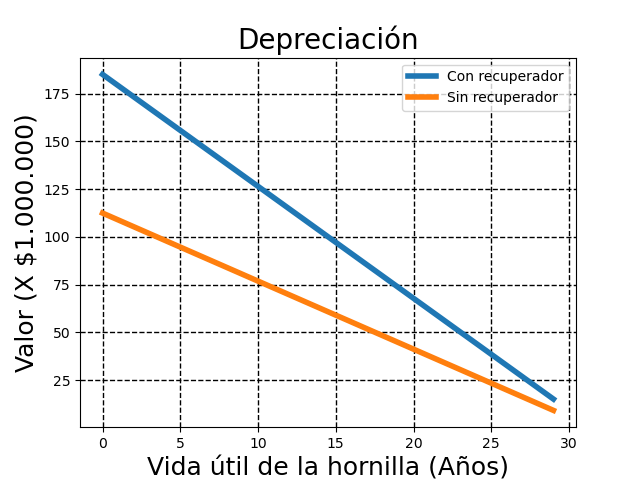 Depreciación
Con recuperador
Sin recuperador
Valor (X $1.000.000)
175
150
125
100
75
50
25
0 5 10 15 20 25 30
Vida útil de la hornilla (Años)